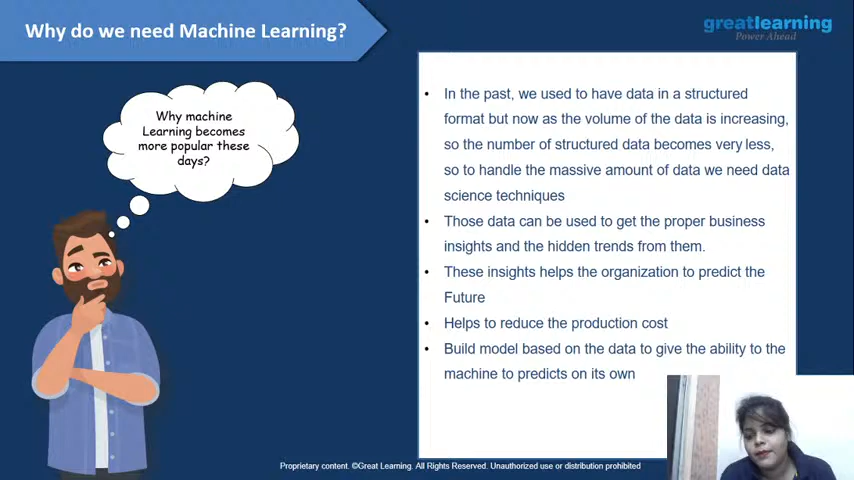 Why do we need Machine Learning?
greatlearning
Power Ahead
Why machine
Learning becomes
more popular these
days?
• In the past, we used to have data in a structured
format but now as the volume of the data is increasing,
so the number of structured data becomes very less,
so to handle the massive amount of data we need data
science techniques
• Those data can be used to get the proper business
insights and the hidden trends from them.
• These insights helps the organization to predict the
Future
• Helps to reduce the production cost
• Build model based on the data to give the ability to the
machine to predicts on its own
Proprietary content. ©Great Learning. All Rights Reserved. Unauthorized use or distribution prohibited